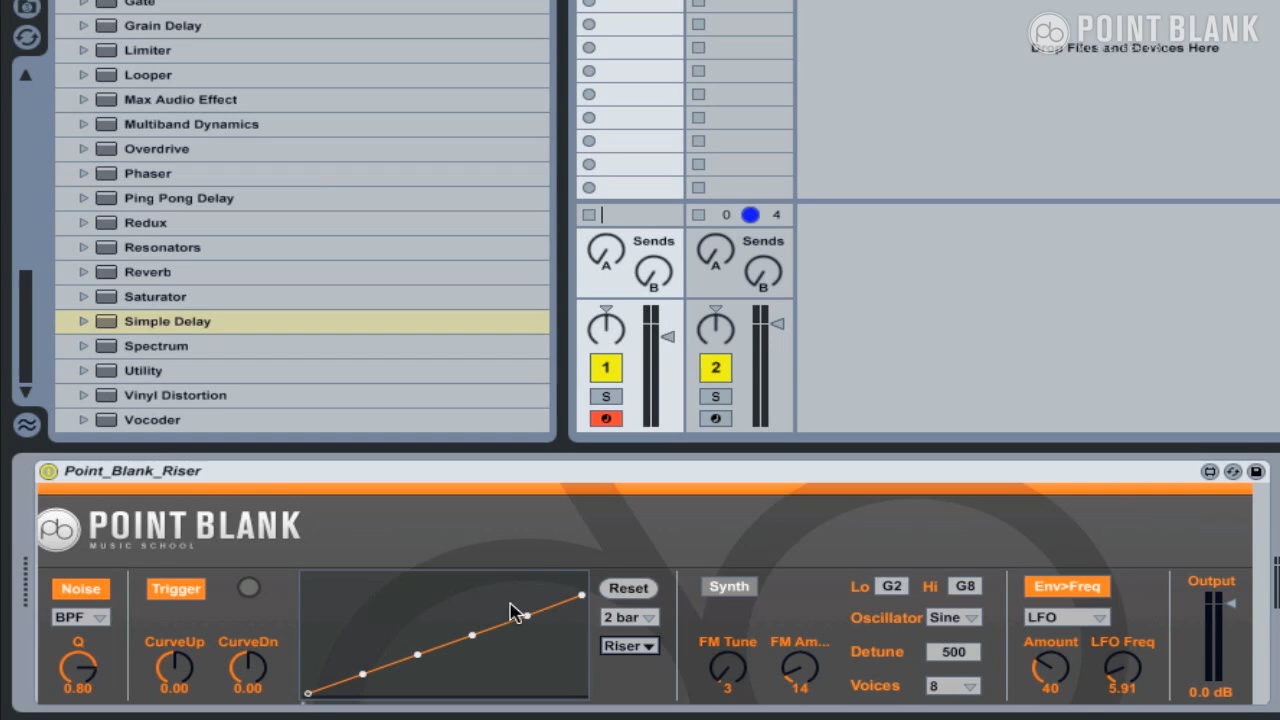 Gate
Grain Delay
Limiter
Looper
Max Audio Effect
Multiband Dynamics
Overdrive
Phaser
Ping Pong Delay
Redux
Resonators
Reverb
Saturator
Simple Delay
Spectrum
Utility
Vinyl Distortion
Vocoder
pb POINT BLANK
Drop Files and Devices Here
0 4
Sends Sends
A B A B
1 2
S S
Point_Blank_Riser
pb POINT BLANK
MUSIC SCHOOL
Noise
BPF
Q
0.80
Trigger
CurveUp CurveDn
0.00 0.00
Reset
2 bar
Riser
Synth
FM Tune FM Am...
3 14
Lo G2 Hi G8
Oscillator Sine
Detune 500
Voices 8
Env>Freq
LFO
Amount LFO Freq
40 5.91
Output
0.0 dB